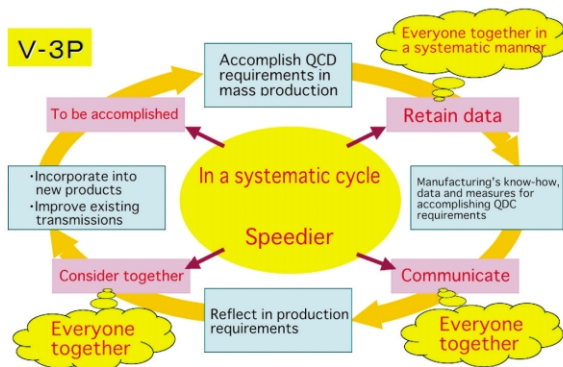 V-3P
Everyone together
in a systematic manner
Accomplish QCD
requirements in
mass production
To be accomplished
Retain data
・Incorporate into
new products
・Improve existing
transmissions
In a systematic cycle
Speedier
Manufacturing's know-how,
data and measures for
accomplishing QDC
requirements
Consider together
Communicate
Reflect in production
requirements
Everyone
together
Everyone
together